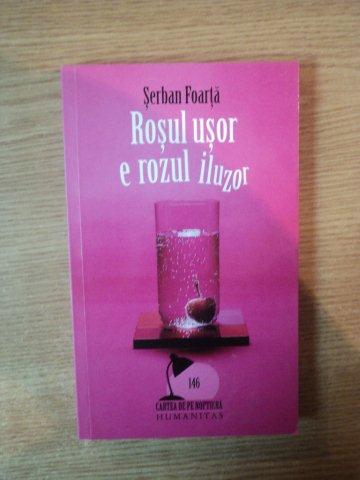 Șerban Foarță
Roșul ușor
e rozul iluzor
146
CARTEA DE PE NOPTIERĂ
HUMANITAS